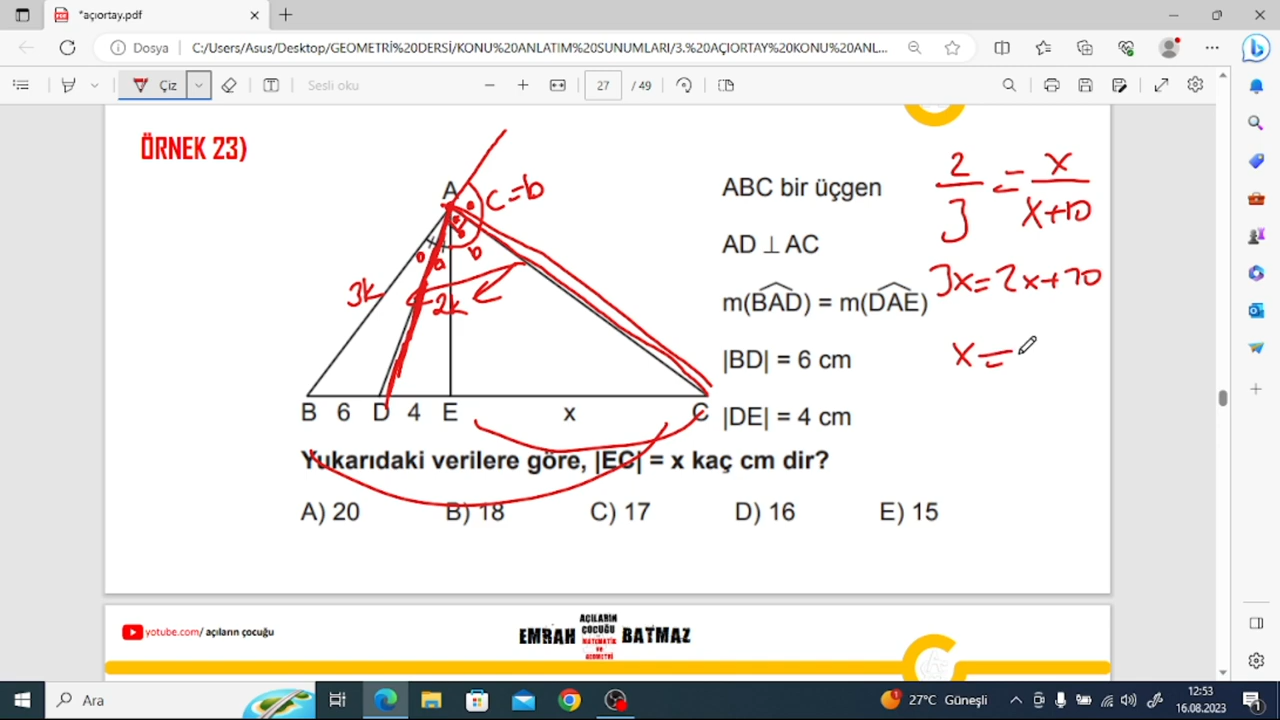 *açıortay.pdf
Dosya | C:/Users/Asus/Desktop/GEOMETRİ%20DERSİ/KONU%20ANLATIM%20SUNUMLARI/3.%20AÇIORTAY%20KONU%20ANL...
Çiz
Sesli oku
27 / 49
ÖRNEK 23)
A
C=b
3k
a
b
2k
B 6 D 4 E x C
ABC bir üçgen
AD ⊥ AC
m(BAD) = m(DAE)
|BD| = 6 cm
|DE| = 4 cm
2/3 = x/x+10
3x=2x+20
x=
Yukarıdaki verilere göre, |EC| = x kaç cm dir?
A) 20 B) 18 C) 17 D) 16 E) 15
yotube.com/ açıların çocuğu
EMRAH AÇILARIN ÇOCUĞU MATEMATİK VE GEOMETRİ BATMAZ
Ara
27°C Güneşli
12:53
16.08.2023